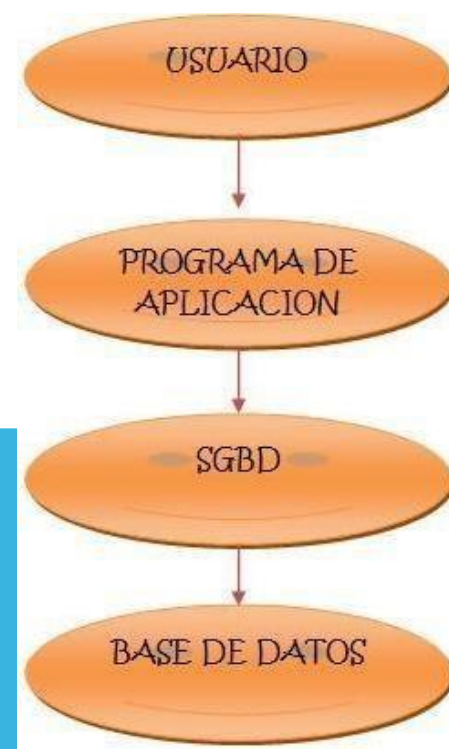 USUARIO
PROGRAMA DE
APLICACION
SGBD
BASE DE DATOS